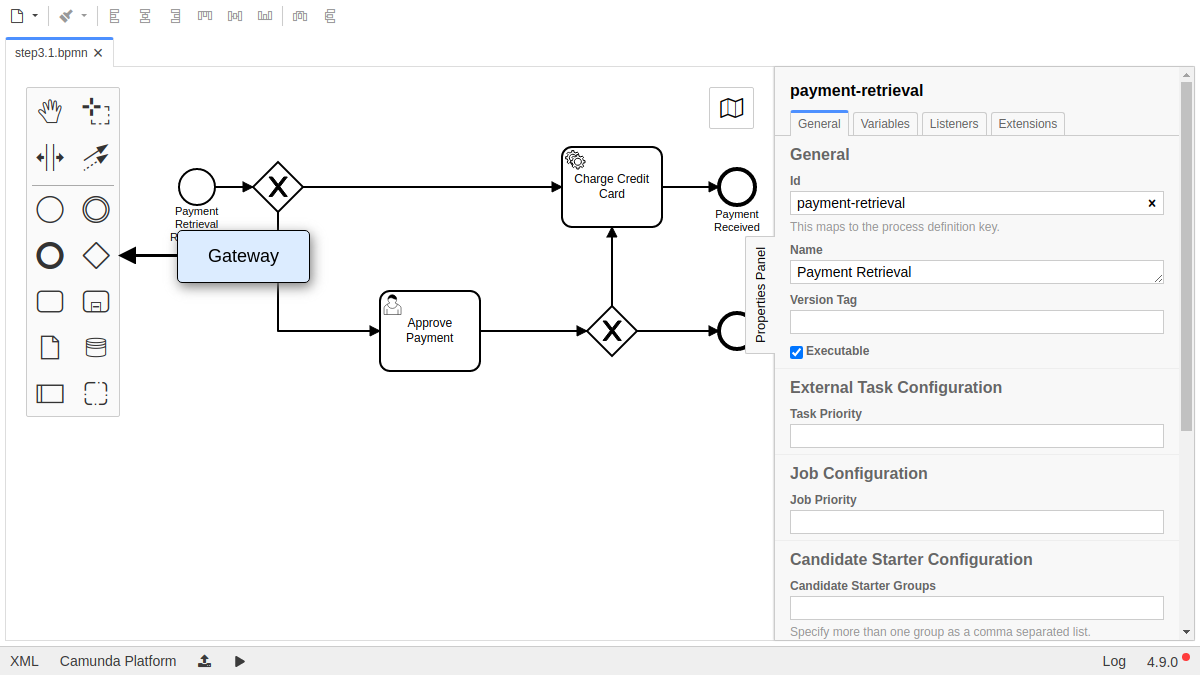 step3.1.bpmn
payment-retrieval
General
Variables
Listeners
Extensions
General
Id
payment-retrieval
This maps to the process definition key.
Name
Payment Retrieval
Version Tag
Executable
External Task Configuration
Task Priority
Job Configuration
Job Priority
Candidate Starter Configuration
Candidate Starter Groups
Specify more than one group as a comma separated list.
Properties Panel
Payment
Retrieval
Gateway
Charge Credit
Card
Payment
Received
Approve
Payment
XML
Camunda Platform
Log
4.9.0